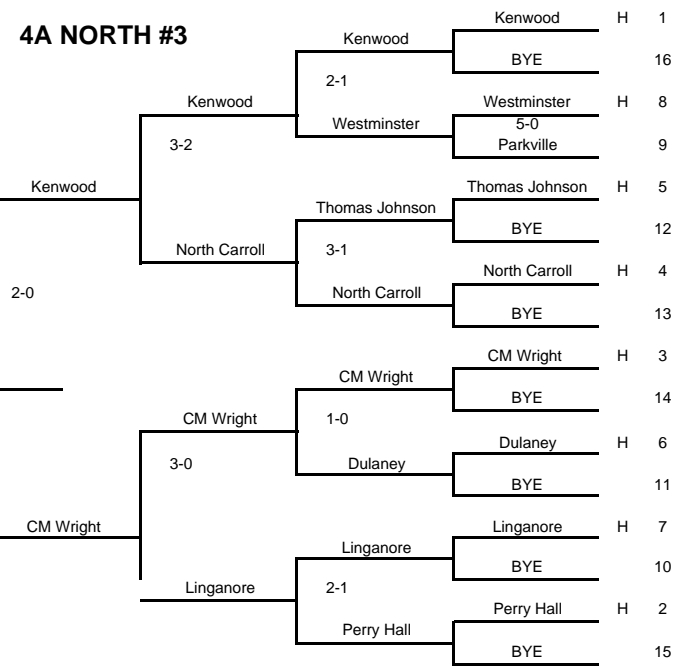 4A NORTH #3
Kenwood H 1
Kenwood
BYE 16
2-1
Kenwood
Westminster H 8
Westminster
5-0
3-2
Parkville 9
Kenwood
Thomas Johnson H 5
Thomas Johnson
BYE 12
North Carroll
3-1
North Carroll H 4
2-0
North Carroll
BYE 13
CM Wright H 3
CM Wright
BYE 14
CM Wright
1-0
Dulaney H 6
3-0
Dulaney
BYE 11
CM Wright
Linganore H 7
Linganore
BYE 10
Linganore
2-1
Perry Hall H 2
Perry Hall
BYE 15